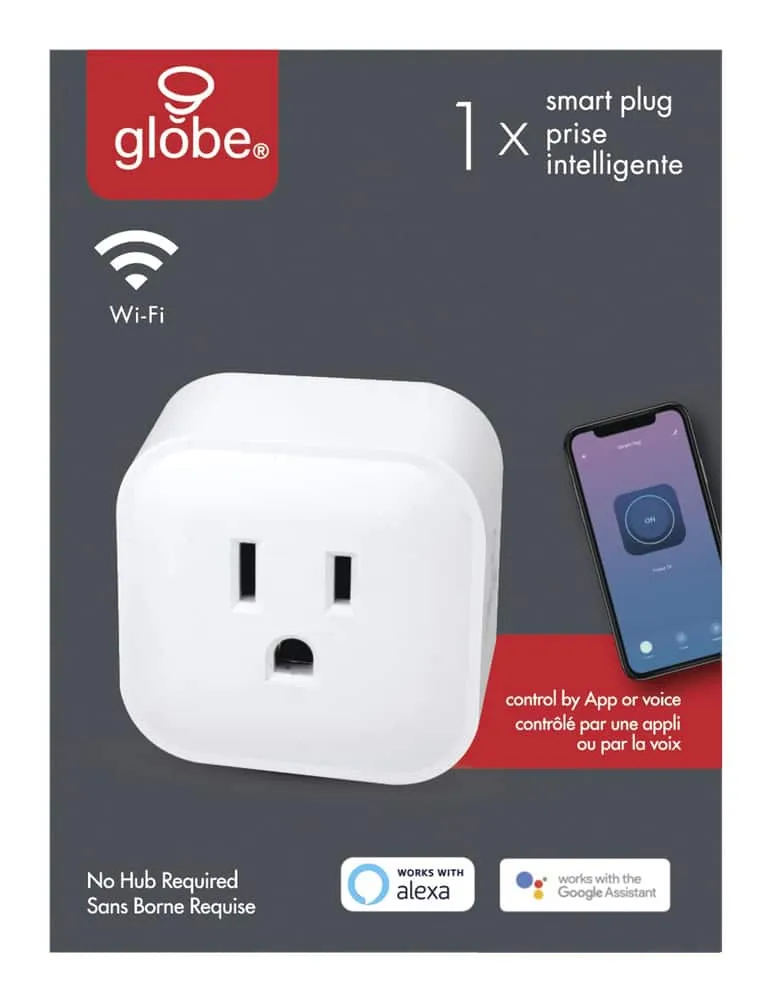 globe®
1 x
smart plug
prise
intelligente
Wi-Fi
Smart Plug
ON
control by App or voice
contrôlé par une appli
ou par la voix
No Hub Required
Sans Borne Requise
WORKS WITH
alexa
works with the
Google Assistant